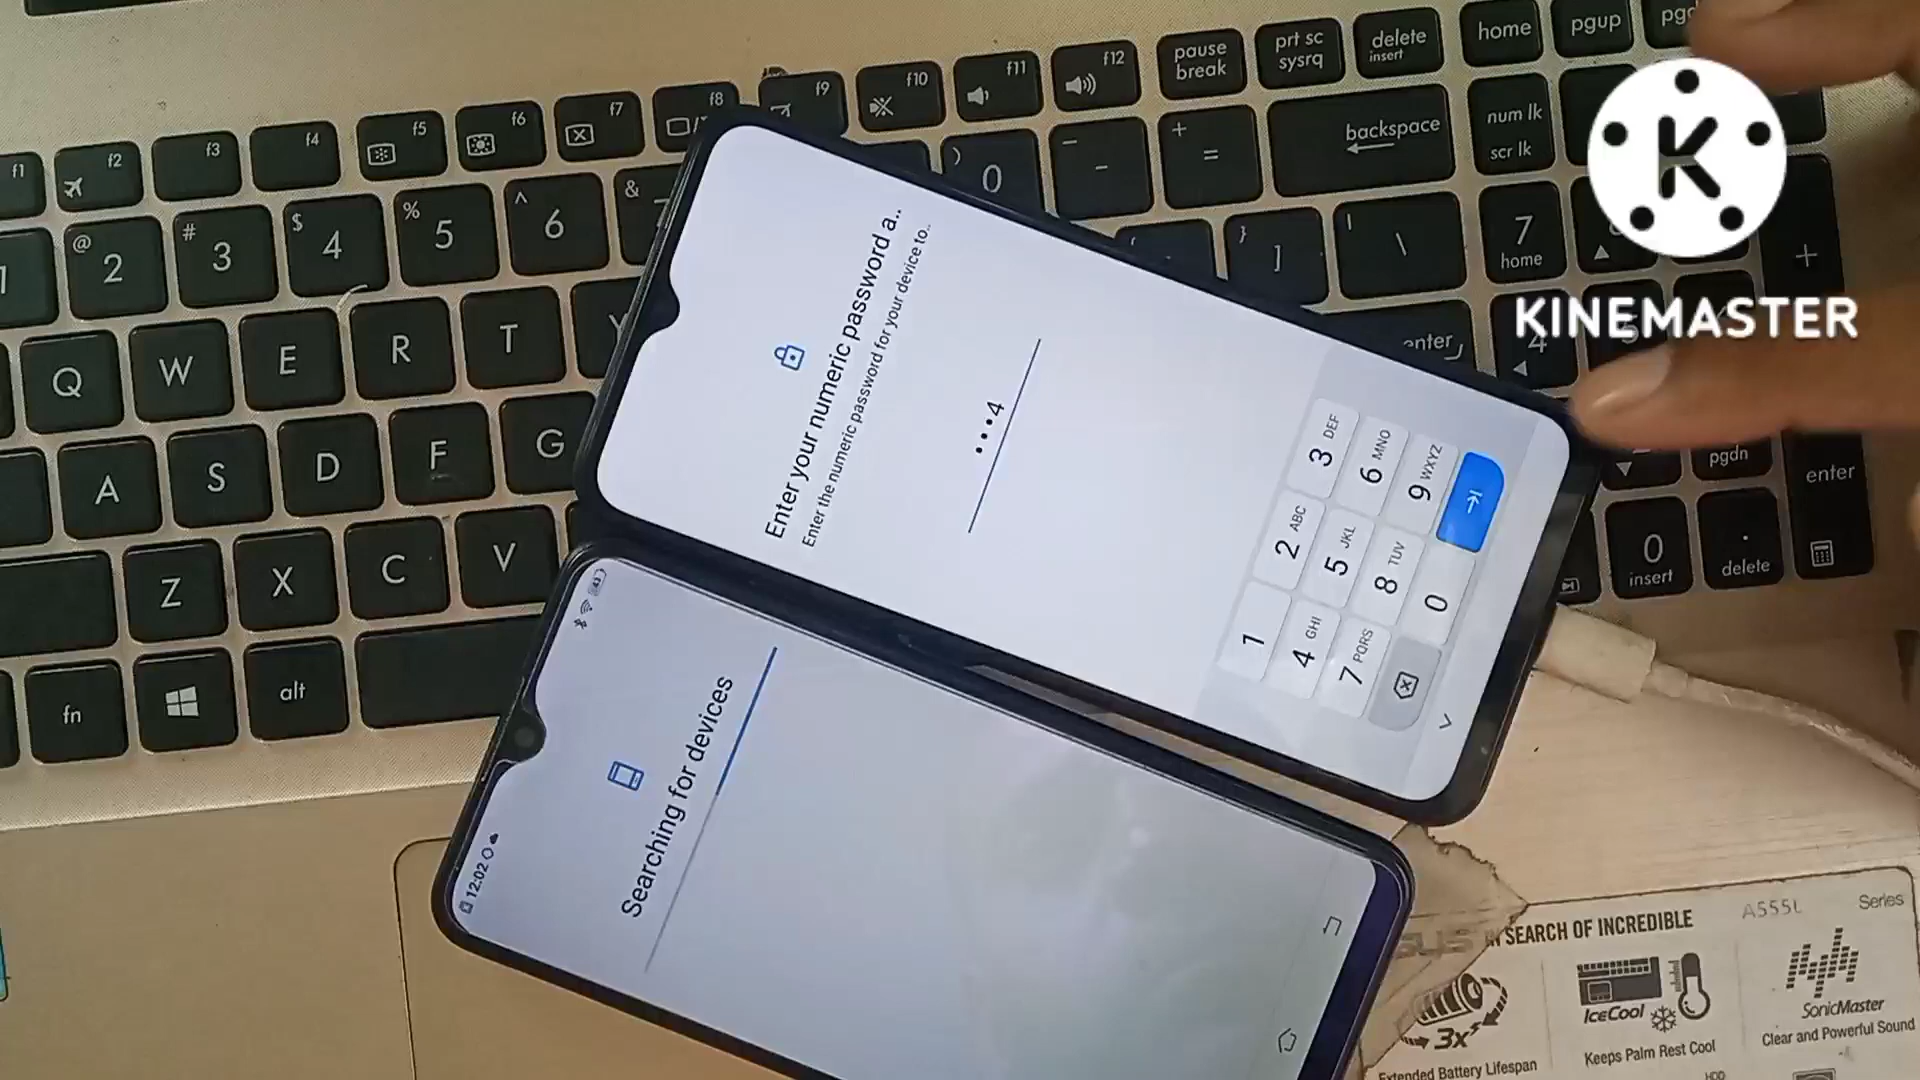 f1
f2
f3
f4
f5
f6
f7
f8
f9
f10
f11
f12
pause
break
prt sc
sysrq
delete
insert
home
pgup
@
2
#
3
$
4
%
5
^
6
&
)
0
-
+
=
backspace
num lk
scr lk
Q
W
E
R
T
}
]
\
7
home
+
A
S
D
F
G
enter
4
pgdn
enter
Z
X
C
V
0
insert
.
delete
fn
alt
K
KINEMASTER
Enter your numeric password a..
Enter the numeric password for your device to..
•••4
1
2 ABC
3 DEF
4 GHI
5 JKL
6 MNO
7 PQRS
8 TUV
9 WXYZ
0
12:02
43
Searching for devices
IN SEARCH OF INCREDIBLE
A555L
Series
3x
Extended Battery Lifespan
IceCool
Keeps Palm Rest Cool
SonicMaster
Clear and Powerful Sound
HDD